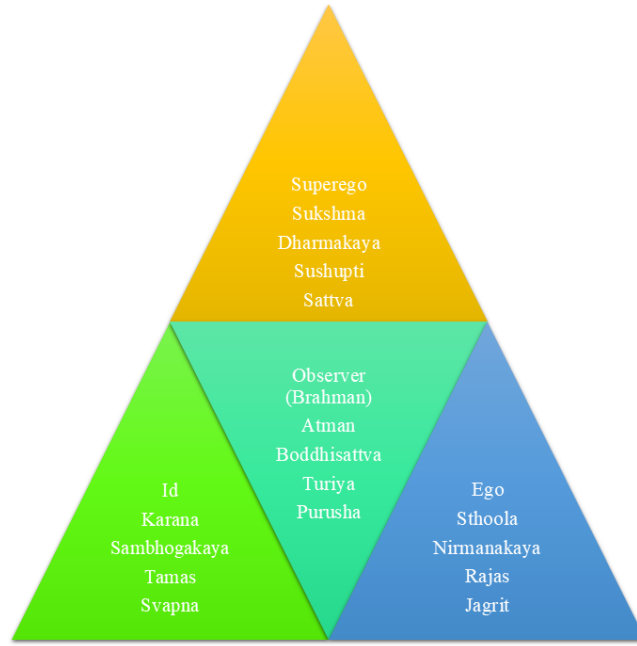 Superego
Sukshma
Dharmakaya
Sushupti
Sattva
Observer
(Brahman)
Atman
Boddhisattva
Turiya
Purusha
Id
Karana
Sambhogakaya
Tamas
Svapna
Ego
Sthoola
Nirmanakaya
Rajas
Jagrit